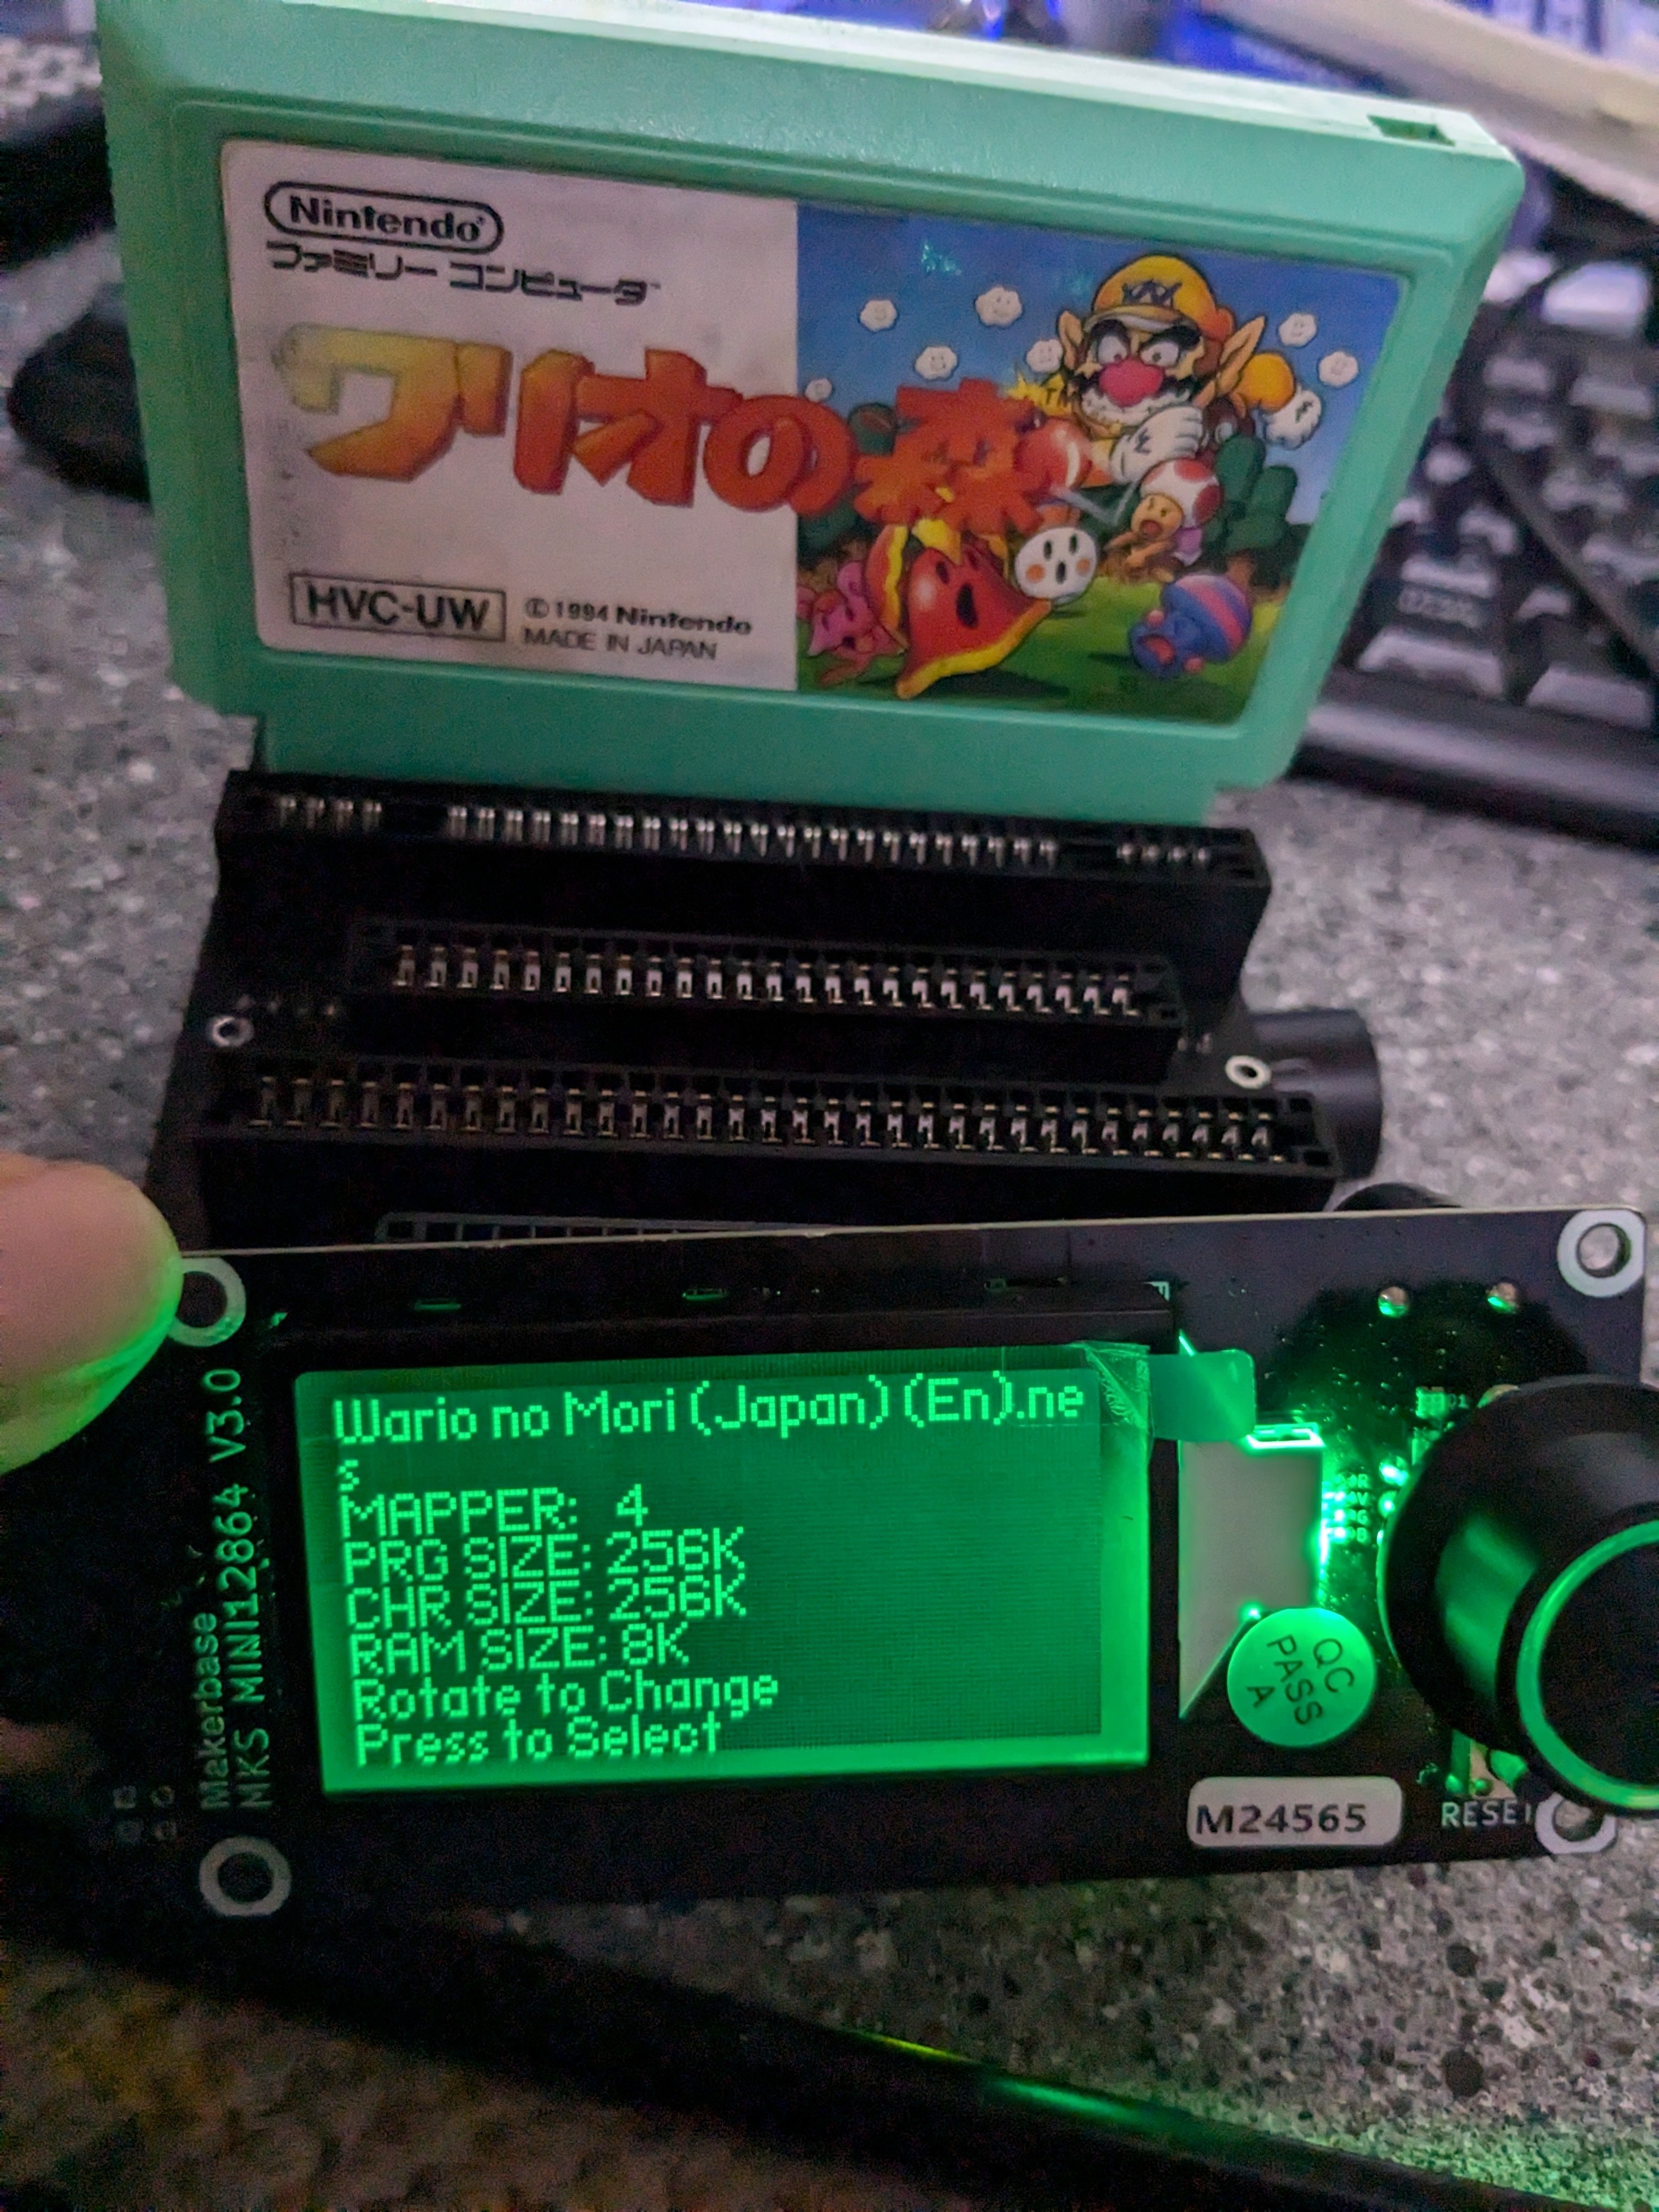 Nintendo
ファミリー コンピュータ™
ワリオの森
HVC-UW
© 1994 Nintendo
MADE IN JAPAN
Makerbase
MKS MINI12864 V3.0
Wario no Mori (Japan) (En).ne
s
MAPPER: 4
PRG SIZE: 256K
CHR SIZE: 256K
RAM SIZE: 8K
Rotate to Change
Press to Select
QC
PASS
A
M24565
RESET